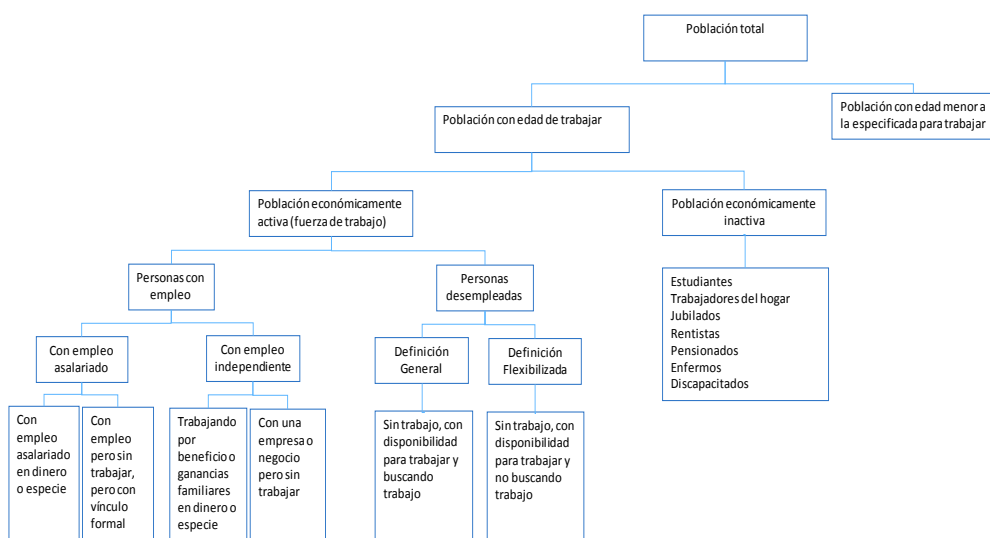 Población total
Población con edad de trabajar
Población con edad menor a
la especificada para trabajar
Población económicamente
activa (fuerza de trabajo)
Población económicamente
inactiva
Personas con
empleo
Personas
desempleadas
Estudiantes
Trabajadores del hogar
Jubilados
Rentistas
Pensionados
Enfermos
Discapacitados
Con empleo
asalariado
Con empleo
independiente
Definición
General
Definición
Flexibilizada
Con
empleo
asalariado
en dinero
o especie
Con
empleo
pero sin
trabajar,
pero con
vínculo
formal
Trabajando
por
beneficio o
ganancias
familiares
en dinero o
especie
Con una
empresa o
negocio
pero sin
trabajar
Sin trabajo, con
disponibilidad
para trabajar y
buscando
trabajo
Sin trabajo, con
disponibilidad
para trabajar y
no buscando
trabajo